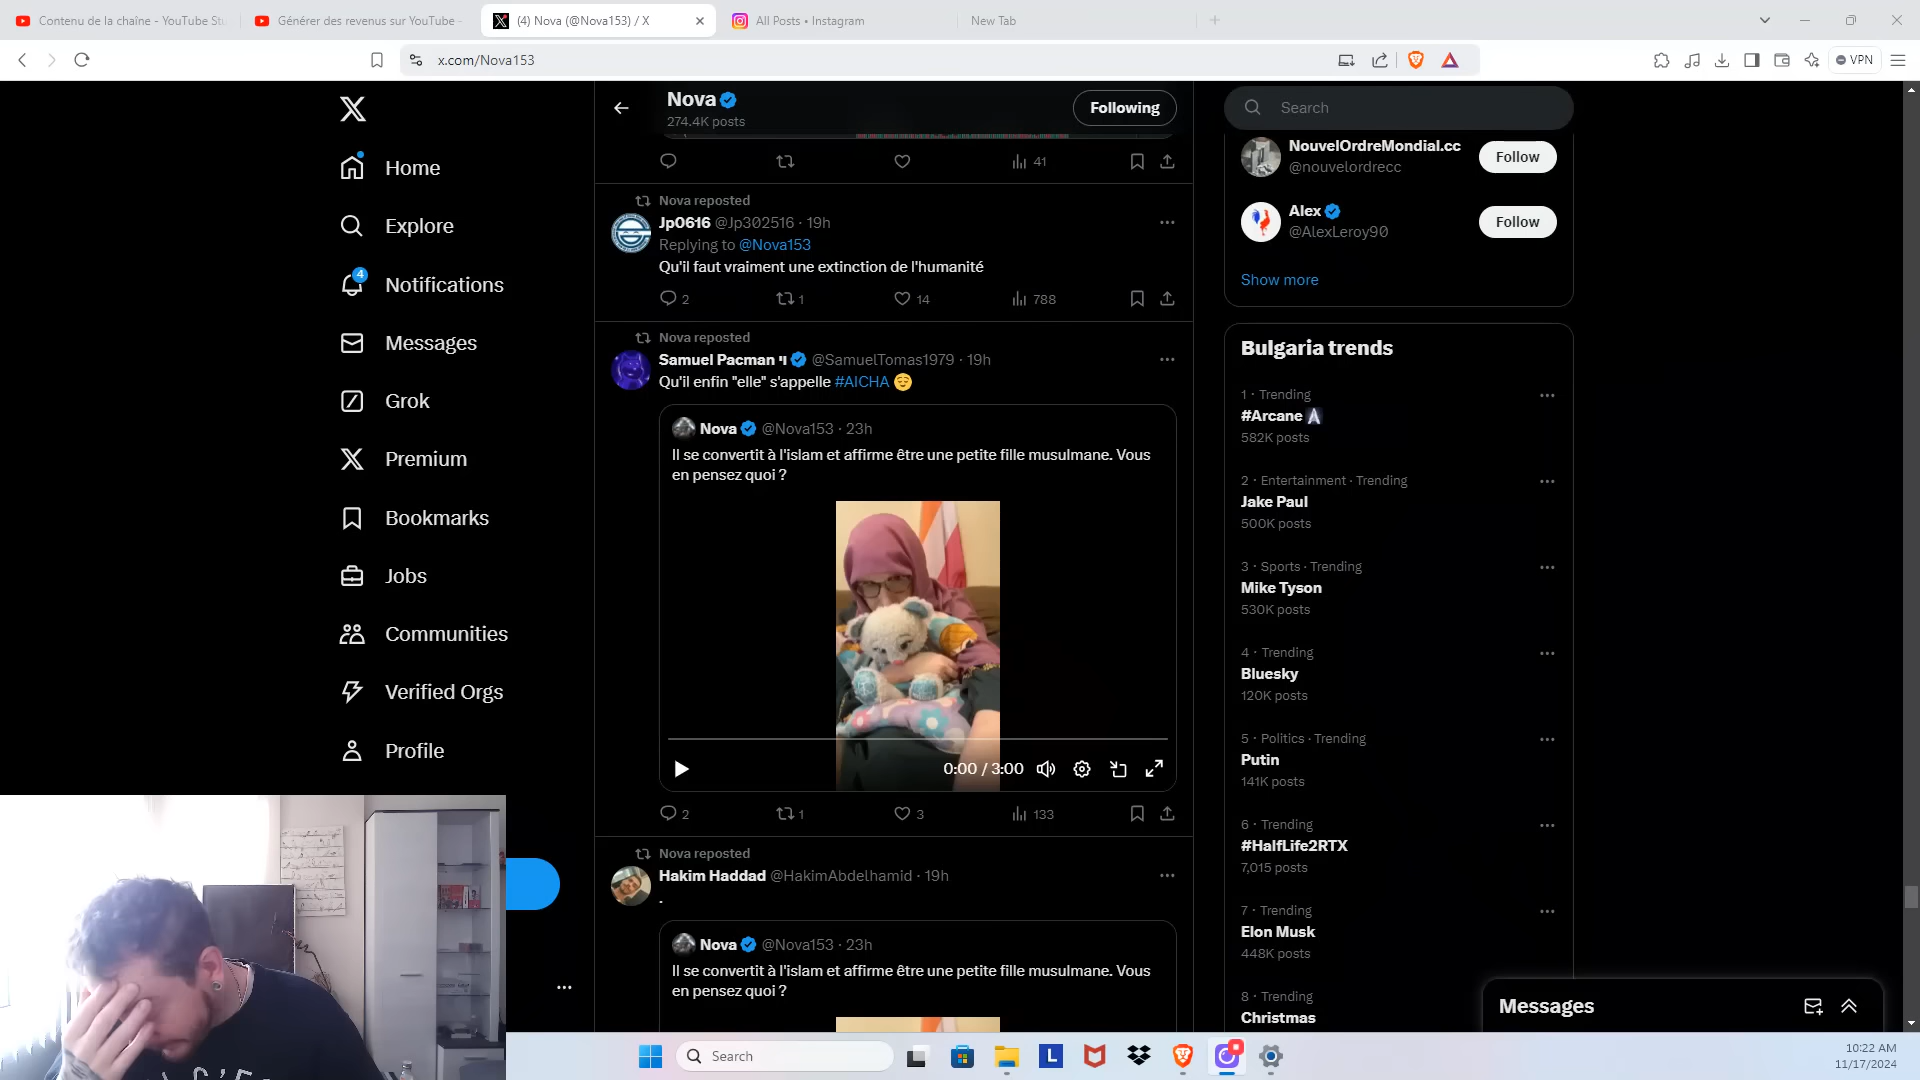 Contenu de la chaîne - YouTube Stu
Générer des revenus sur YouTube -
(4) Nova (@Nova153) / X
All Posts • Instagram
New Tab
x.com/Nova153
VPN
Home
Explore
4
Notifications
Messages
Grok
Premium
Bookmarks
Jobs
Communities
Verified Orgs
Profile
Nova
274.4K posts
Following
41
Nova reposted
Jp0616 @Jp302516 · 19h
Replying to @Nova153
Qu'il faut vraiment une extinction de l'humanité
2
1
14
788
Nova reposted
Samuel Pacman וי @SamuelTomas1979 · 19h
Qu'il enfin "elle" s'appelle #AICHA 😌
Nova @Nova153 · 23h
Il se convertit à l'islam et affirme être une petite fille musulmane. Vous
en pensez quoi ?
0:00 / 3:00
2
1
3
133
Nova reposted
Hakim Haddad @HakimAbdelhamid · 19h
.
Nova @Nova153 · 23h
Il se convertit à l'islam et affirme être une petite fille musulmane. Vous
en pensez quoi ?
Search
NouvelOrdreMondial.cc
@nouvelordrecc
Follow
Alex
@AlexLeroy90
Follow
Show more
Bulgaria trends
1 · Trending
#Arcane
582K posts
2 · Entertainment · Trending
Jake Paul
500K posts
3 · Sports · Trending
Mike Tyson
530K posts
4 · Trending
Bluesky
120K posts
5 · Politics · Trending
Putin
141K posts
6 · Trending
#HalfLife2RTX
7,015 posts
7 · Trending
Elon Musk
448K posts
8 · Trending
Christmas
Messages
Search
L
10:22 AM
11/17/2024